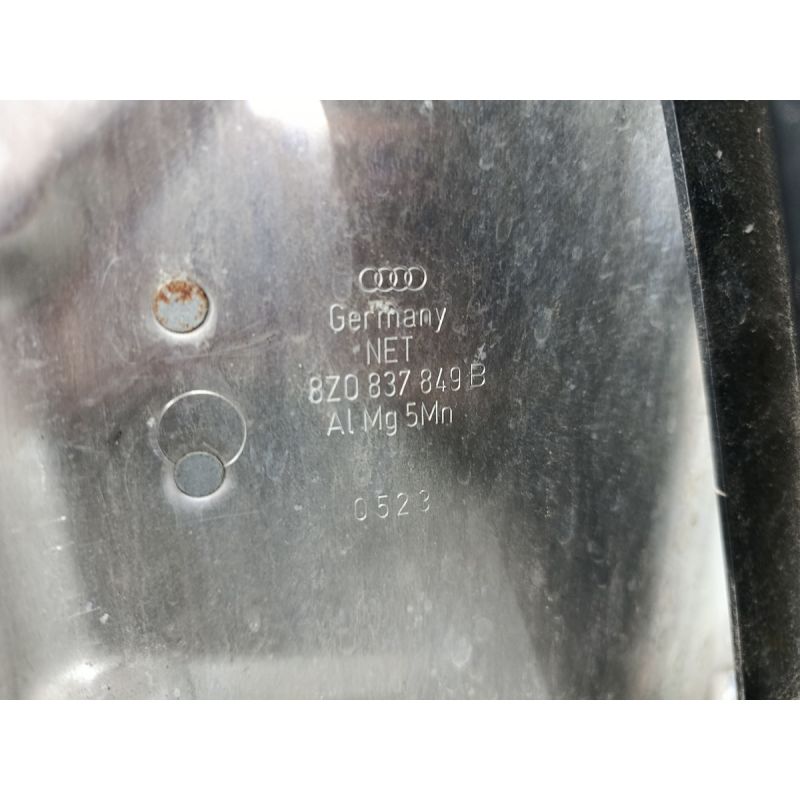 Germany
NET
8Z0 837 849 B
Al Mg 5Mn
0523